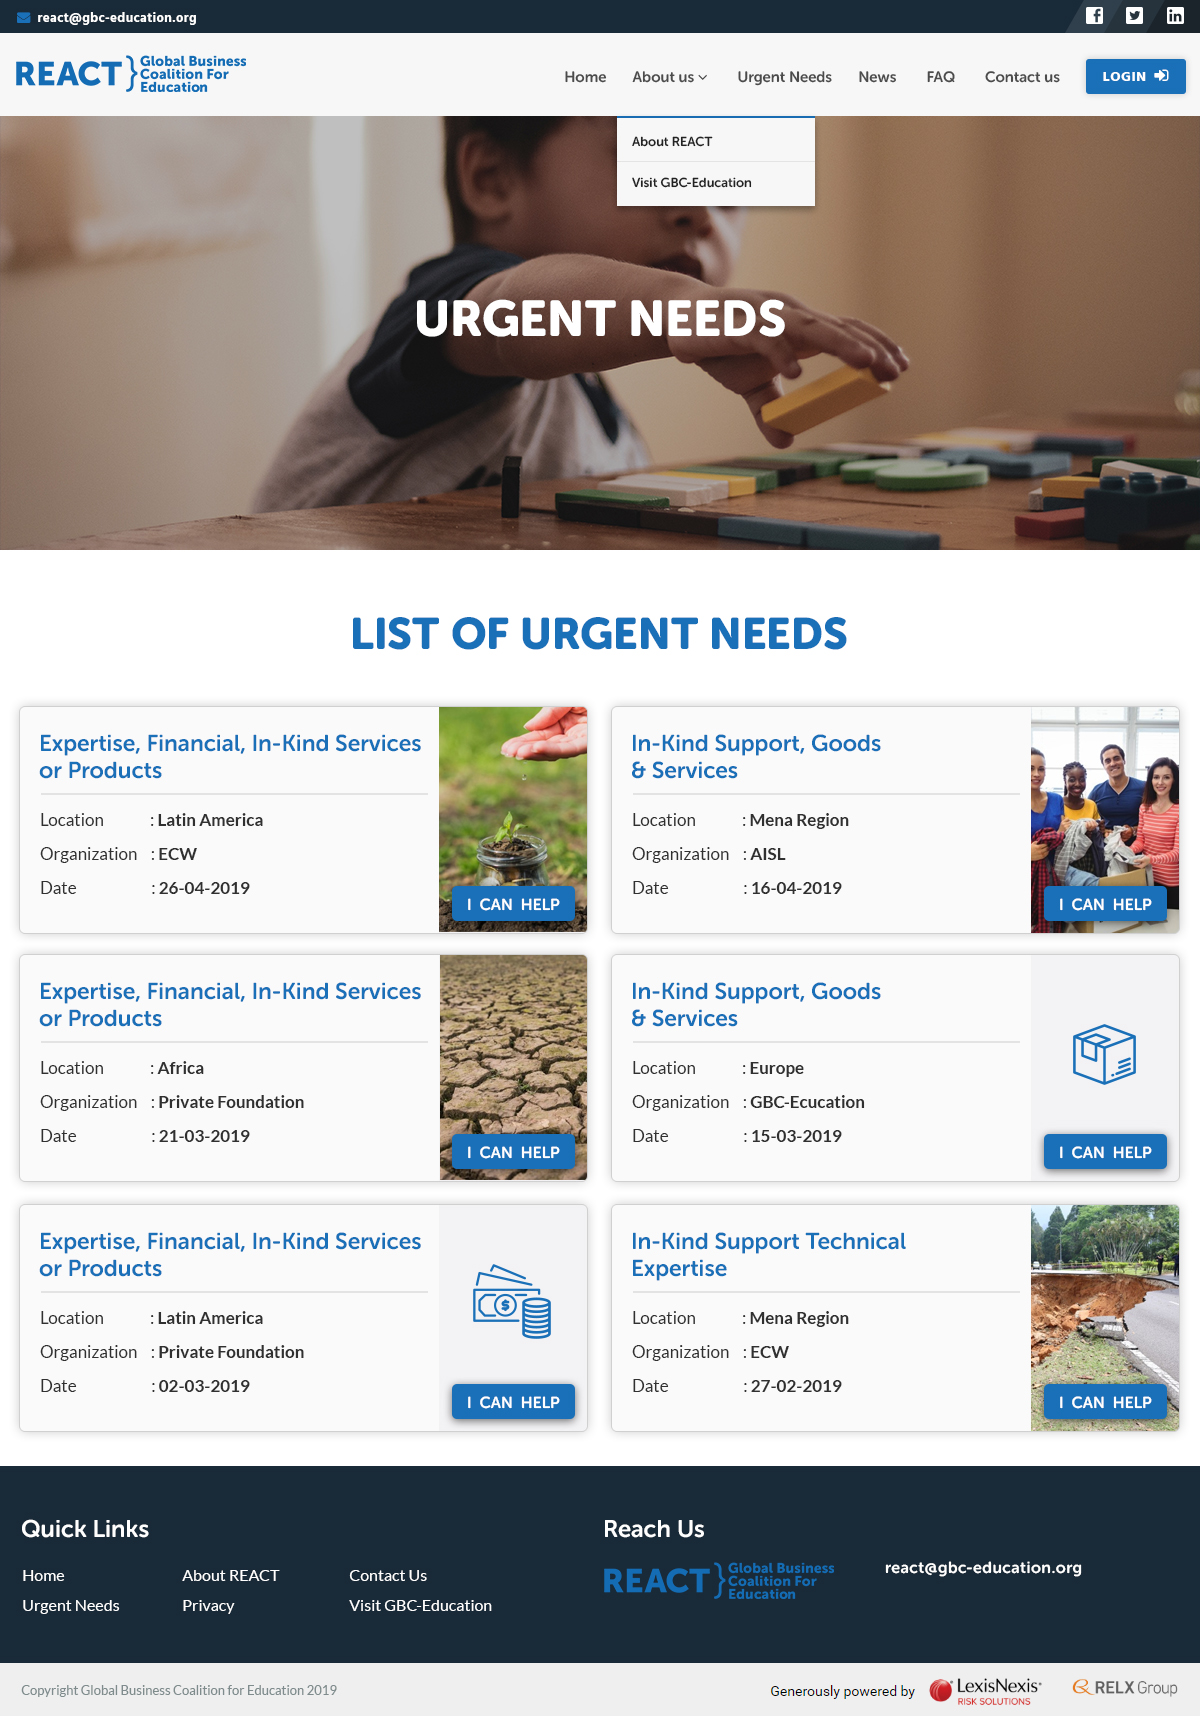 react@gbc-education.org
REACT
Global Business
Coalition For
Education
Home
About us
Urgent Needs
News
FAQ
Contact us
LOGIN
About REACT
Visit GBC-Education
URGENT NEEDS
LIST OF URGENT NEEDS
Expertise, Financial, In-Kind Services
or Products
Location : Latin America
Organization : ECW
Date : 26-04-2019
I CAN HELP
In-Kind Support, Goods
& Services
Location : Mena Region
Organization : AISL
Date : 16-04-2019
I CAN HELP
Expertise, Financial, In-Kind Services
or Products
Location : Africa
Organization : Private Foundation
Date : 21-03-2019
I CAN HELP
In-Kind Support, Goods
& Services
Location : Europe
Organization : GBC-Ecucation
Date : 15-03-2019
I CAN HELP
Expertise, Financial, In-Kind Services
or Products
Location : Latin America
Organization : Private Foundation
Date : 02-03-2019
I CAN HELP
In-Kind Support Technical
Expertise
Location : Mena Region
Organization : ECW
Date : 27-02-2019
I CAN HELP
Quick Links
Home
About REACT
Contact Us
Urgent Needs
Privacy
Visit GBC-Education
Reach Us
REACT
Global Business
Coalition For
Education
react@gbc-education.org
Copyright Global Business Coalition for Education 2019
Generously powered by
LexisNexis
RISK SOLUTIONS
RELX Group